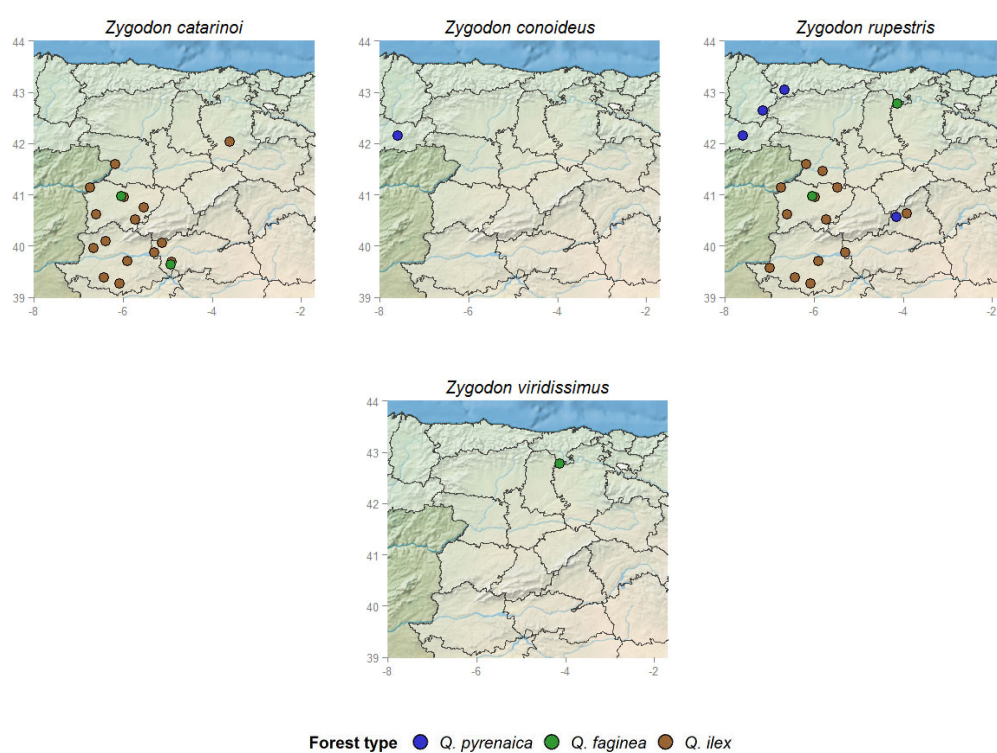 Zygodon catarinoi Zygodon conoideus Zygodon rupestris
44 44 44
43 43 43
42 42 42
41 41 41
40 40 40
39 39 39
-8 -6 -4 -2 -8 -6 -4 -2 -8 -6 -4 -2
Zygodon viridissimus
44
43
42
41
40
39
-8 -6 -4 -2
Forest type Q. pyrenaica Q. faginea Q. ilex